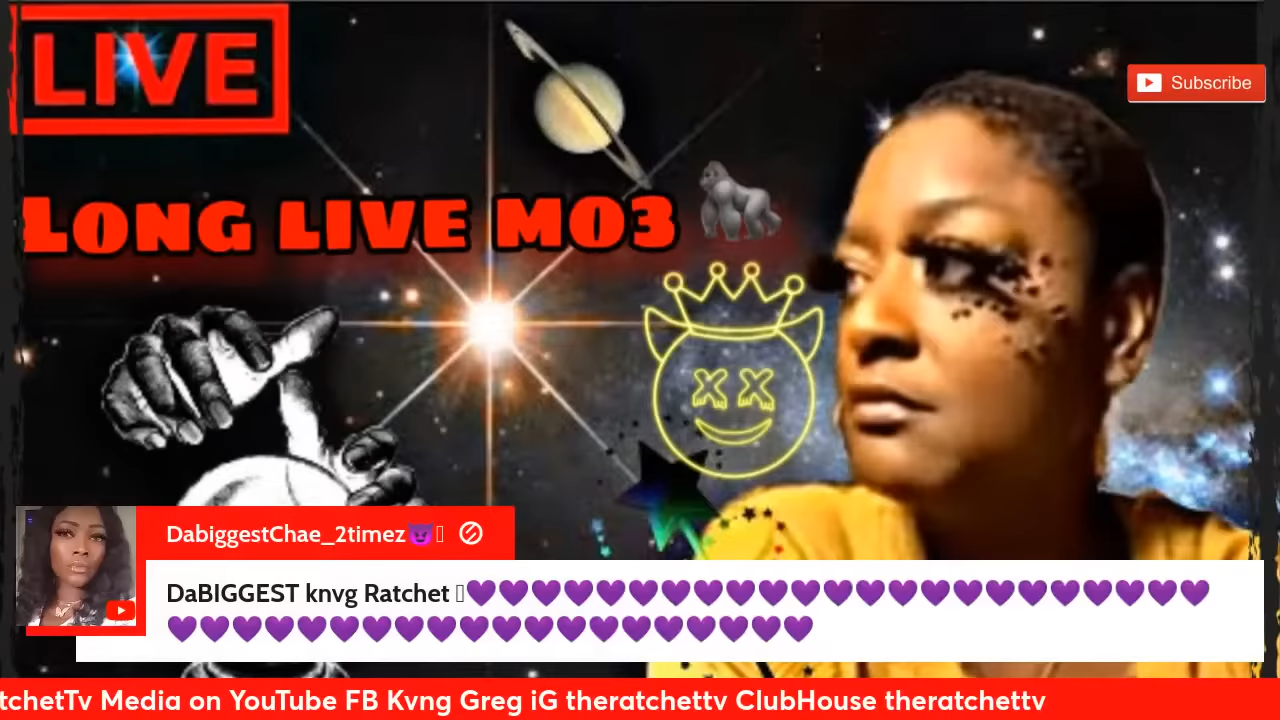 LIVE
Subscribe
Long live MO3 🦍
DabiggestChae_2timez😈
DaBIGGEST knvg Ratchet 💜💜💜💜💜💜💜💜💜💜💜💜💜💜💜💜💜💜💜💜💜💜💜
💜💜💜💜💜💜💜💜💜💜💜💜💜💜💜💜💜💜💜💜
tchetTv Media on YouTube FB Kvng Greg iG theratchettv ClubHouse theratchettv